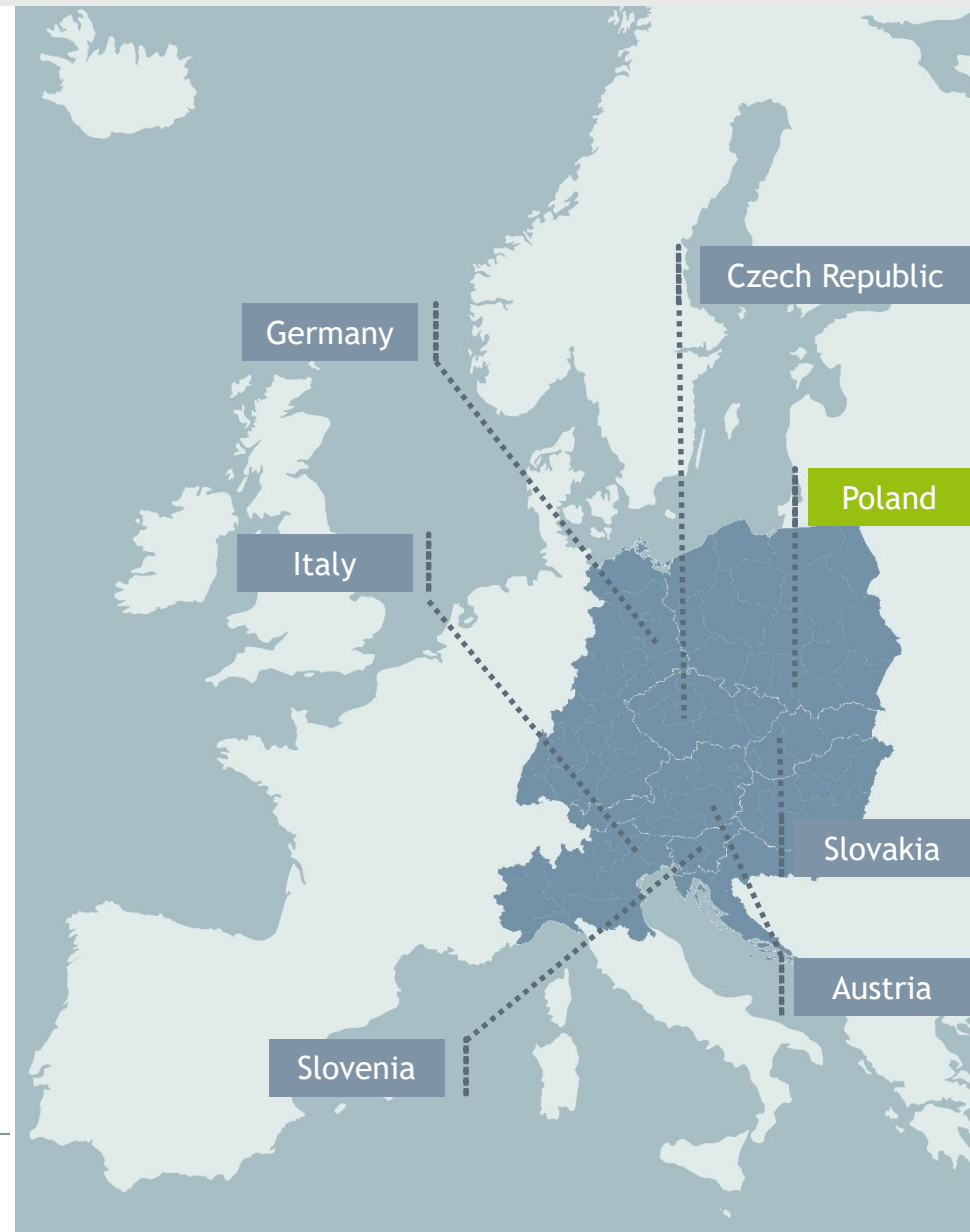 Czech Republic
Germany
Poland
Italy
Slovakia
Austria
Slovenia